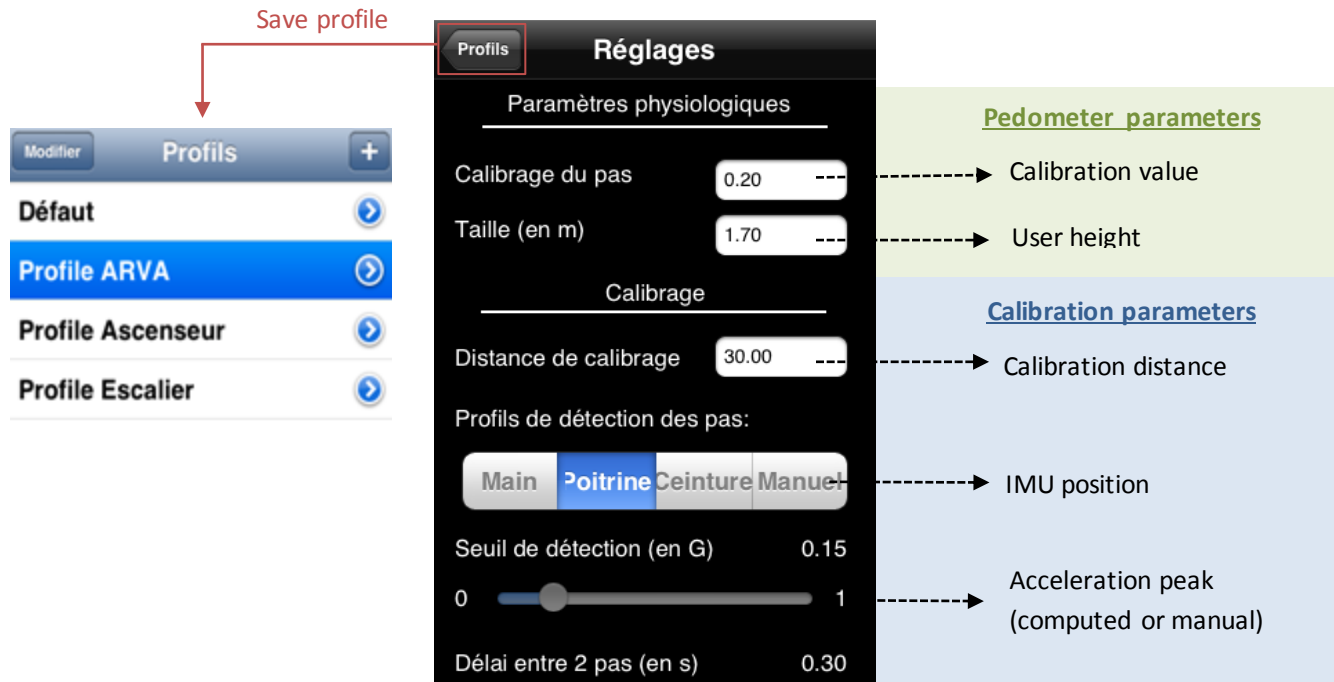 Save profile
Profils
Réglages
Paramètres physiologiques
Calibrage du pas
0.20
Taille (en m)
1.70
Calibrage
Distance de calibrage
30.00
Profils de détection des pas:
Main
Poitrine
Ceinture
Manuel
Seuil de détection (en G)
0.15
0
1
Délai entre 2 pas (en s)
0.30
Modifier
Profils
+
Défaut
Profile ARVA
Profile Ascenseur
Profile Escalier
Pedometer parameters
Calibration value
User height
Calibration parameters
Calibration distance
IMU position
Acceleration peak
(computed or manual)